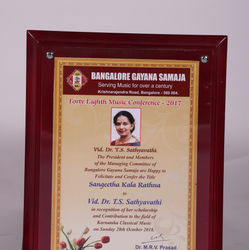 BANGALORE GAYANA SAMAJA
Serving Music for over a century
Krishnarajendra Road, Bangalore - 560 004.
Forty Eighth Music Conference - 2017
Vid. Dr. T.S. Sathyavathi
The President and Members
of the Managing Committee of
Bangalore Gayana Samaja are Happy to
Felicitate and Confer the Title
Sangeetha Kala Rathna
to
Vid. Dr. T.S. Sathyavathi
in recognition of her scholarship
and Contribution to the field of
Karnataka Classical Music
on Sunday 28th October 2018.
Dr. M.R.V. Prasad